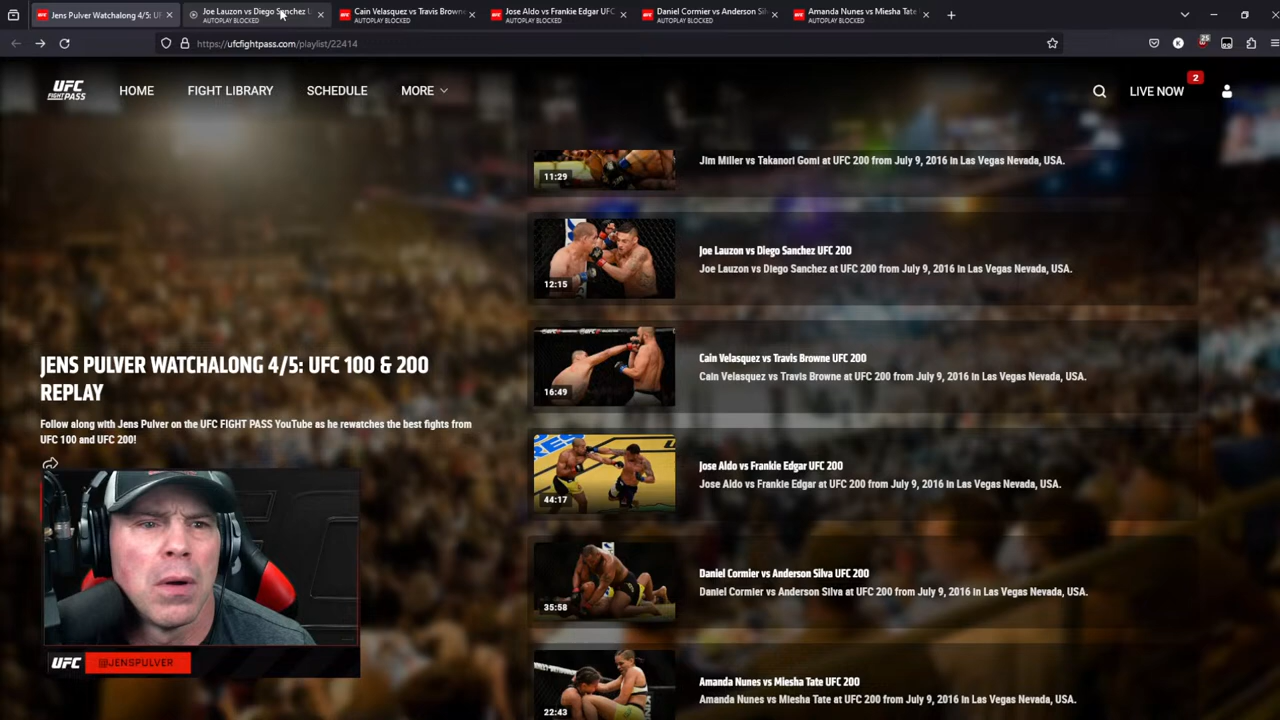 Jens Pulver Watchalong 4/5: UF
Joe Lauzon vs Diego Sanchez U
AUTOPLAY BLOCKED
Cain Velasquez vs Travis Browne
AUTOPLAY BLOCKED
Jose Aldo vs Frankie Edgar UFC
AUTOPLAY BLOCKED
Daniel Cormier vs Anderson Silv
AUTOPLAY BLOCKED
Amanda Nunes vs Miesha Tate
AUTOPLAY BLOCKED
https://ufcfightpass.com/playlist/22414
25
UFC
FIGHT PASS
HOME
FIGHT LIBRARY
SCHEDULE
MORE
LIVE NOW
2
Jim Miller vs Takanori Gomi at UFC 200 from July 9, 2016 in Las Vegas Nevada, USA.
11:29
Joe Lauzon vs Diego Sanchez UFC 200
Joe Lauzon vs Diego Sanchez at UFC 200 from July 9, 2016 in Las Vegas Nevada, USA.
12:15
Cain Velasquez vs Travis Browne UFC 200
Cain Velasquez vs Travis Browne at UFC 200 from July 9, 2016 in Las Vegas Nevada, USA.
16:49
JENS PULVER WATCHALONG 4/5: UFC 100 & 200
REPLAY
Follow along with Jens Pulver on the UFC FIGHT PASS YouTube as he rewatches the best fights from
UFC 100 and UFC 200!
Jose Aldo vs Frankie Edgar UFC 200
Jose Aldo vs Frankie Edgar at UFC 200 from July 9, 2016 in Las Vegas Nevada, USA.
44:17
Daniel Cormier vs Anderson Silva UFC 200
Daniel Cormier vs Anderson Silva at UFC 200 from July 9, 2016 in Las Vegas Nevada, USA.
35:58
Amanda Nunes vs Miesha Tate UFC 200
Amanda Nunes vs Miesha Tate at UFC 200 from July 9, 2016 in Las Vegas Nevada, USA.
22:43
UFC
@JENSPULVER